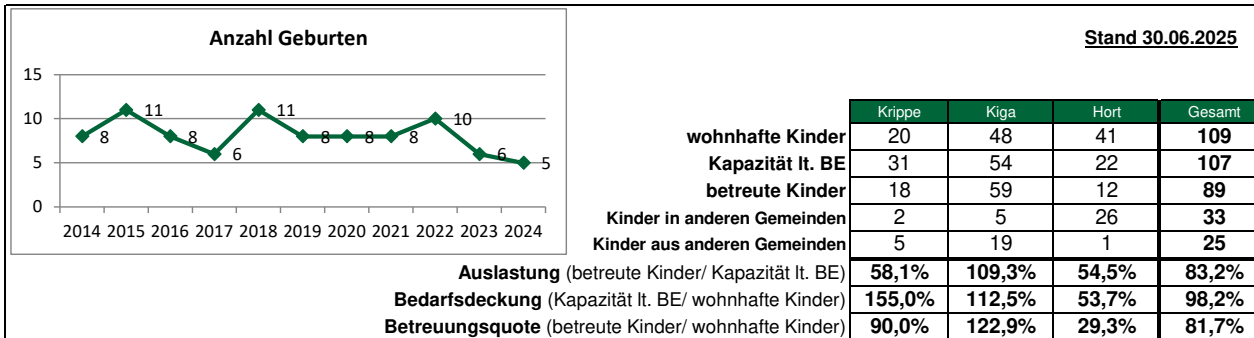 Anzahl Geburten
Stand 30.06.2025
15
10
5
0
8
11
8
6
11
8
8
8
10
6
5
2014 2015 2016 2017 2018 2019 2020 2021 2022 2023 2024
Krippe Kiga Hort Gesamt
wohnhafte Kinder 20 48 41 109
Kapazität lt. BE 31 54 22 107
betreute Kinder 18 59 12 89
Kinder in anderen Gemeinden 2 5 26 33
Kinder aus anderen Gemeinden 5 19 1 25
Auslastung (betreute Kinder/ Kapazität lt. BE) 58,1% 109,3% 54,5% 83,2%
Bedarfsdeckung (Kapazität lt. BE/ wohnhafte Kinder) 155,0% 112,5% 53,7% 98,2%
Betreuungsquote (betreute Kinder/ wohnhafte Kinder) 90,0% 122,9% 29,3% 81,7%